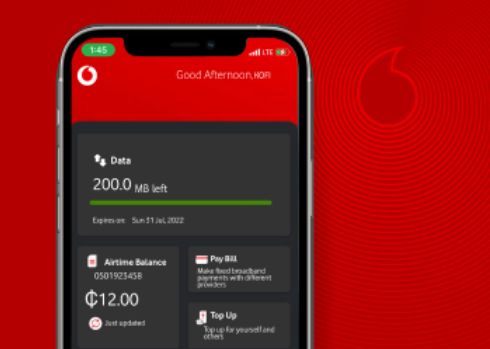 1:45
LTE
Good Afternoon, KOFI
Data
200.0 MB left
Expires on: Sun 31 Jul, 2022
Airtime Balance
0501923458
₵12.00
Just updated
Pay Bill
Make fixed broadband
payments with different
providers
Top Up
Top up for yourself and
others